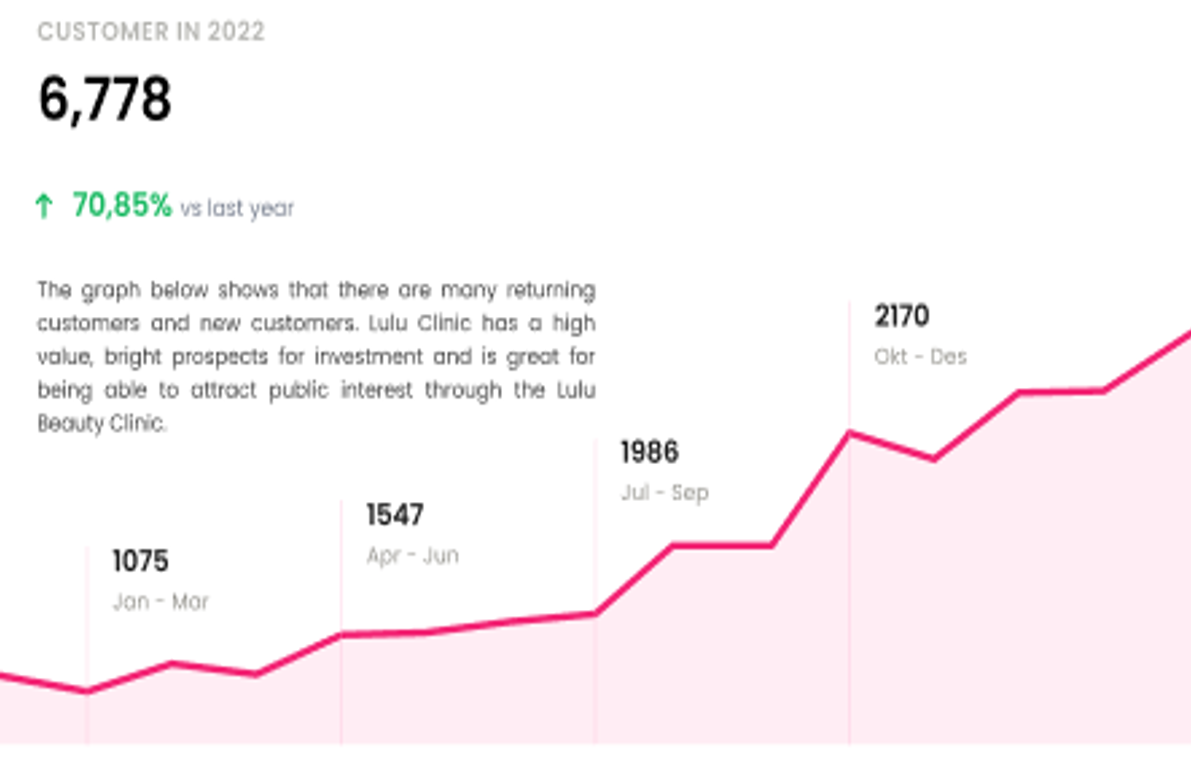 CUSTOMER IN 2022
6,778
↑ 70,85% vs last year
The graph below shows that there are many returning
customers and new customers. Lulu Clinic has a high
value, bright prospects for investment and is great for
being able to attract public interest through the Lulu
Beauty Clinic.
1075
Jan - Mar
1547
Apr - Jun
1986
Jul - Sep
2170
Okt - Des